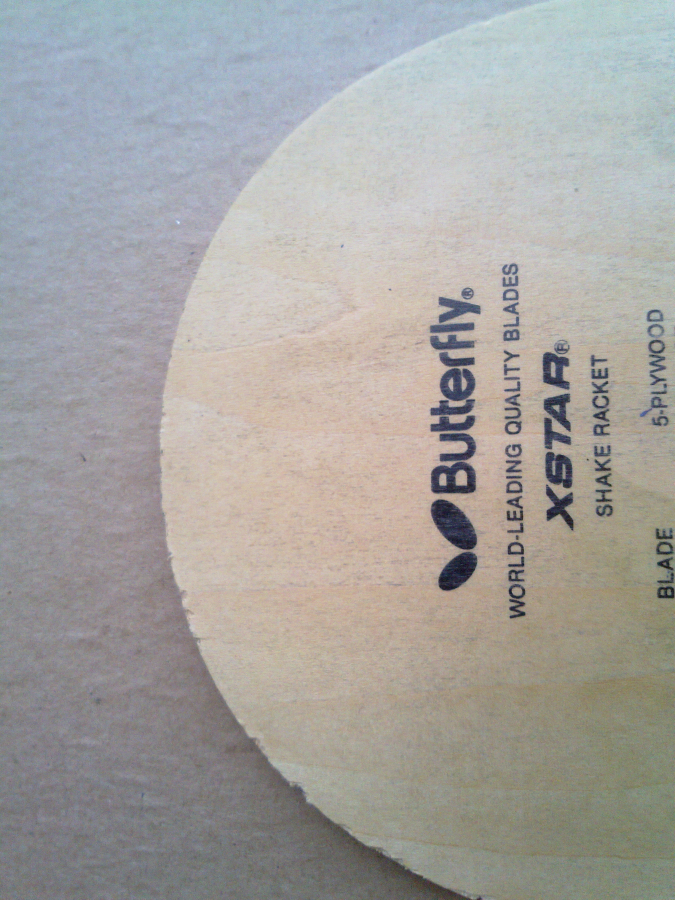 Butterfly®
WORLD-LEADING QUALITY BLADES
XSTAR®
SHAKE RACKET
BLADE 5-PLYWOOD